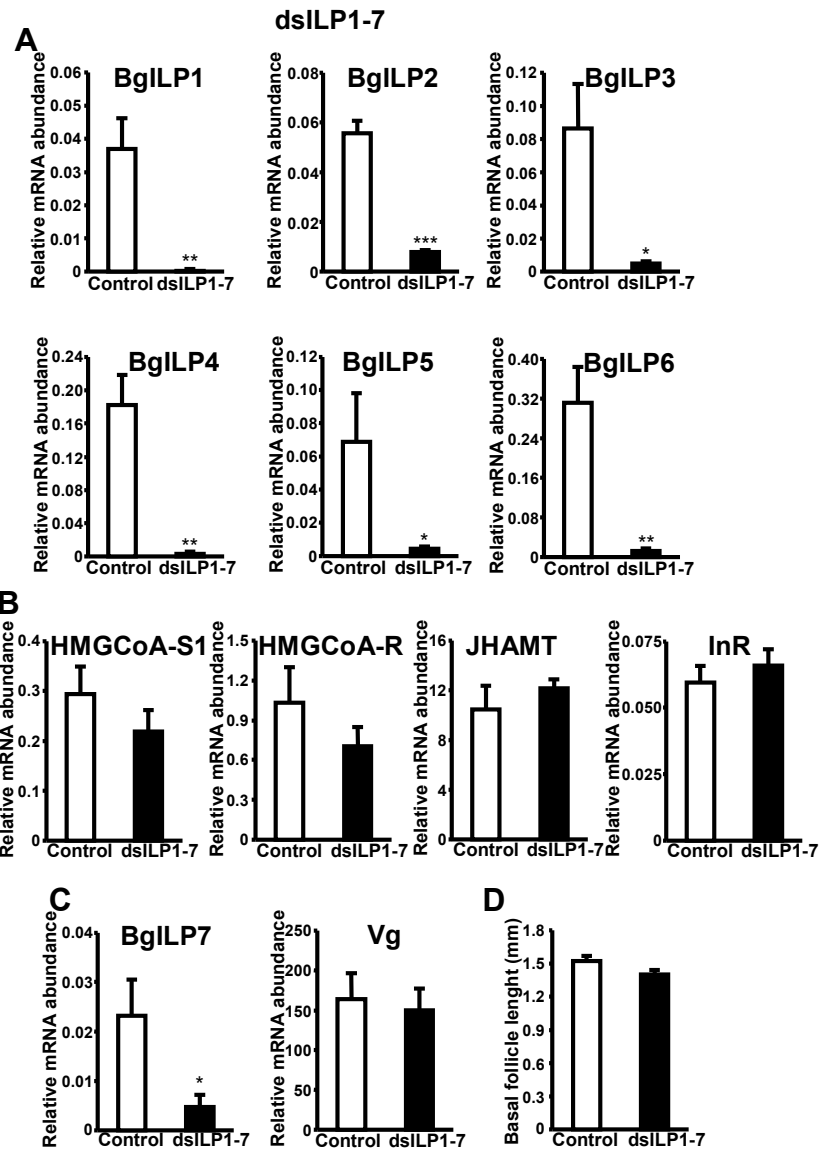 dsILP1-7
A
BgILP1
Relative mRNA abundance
0.06
0.05
0.04
0.03
0.02
0.01
0
**
Control dsILP1-7
BgILP2
Relative mRNA abundance
0.08
0.06
0.04
0.02
0
***
Control dsILP1-7
BgILP3
Relative mRNA abundance
0.12
0.10
0.08
0.06
0.04
0.02
0
*
Control dsILP1-7
BgILP4
Relative mRNA abundance
0.24
0.20
0.16
0.12
0.08
0.04
0
**
Control dsILP1-7
BgILP5
Relative mRNA abundance
0.12
0.10
0.08
0.06
0.04
0.02
0
*
Control dsILP1-7
BgILP6
Relative mRNA abundance
0.40
0.32
0.24
0.16
0.08
0
**
Control dsILP1-7
B
HMGCoA-S1
Relative mRNA abundance
0.4
0.3
0.2
0.1
0
Control dsILP1-7
HMGCoA-R
Relative mRNA abundance
1.5
1.2
0.9
0.6
0.3
0
Control dsILP1-7
JHAMT
Relative mRNA abundance
16
12
8
4
0
Control dsILP1-7
InR
Relative mRNA abundance
0.075
0.050
0.025
0
Control dsILP1-7
C
BgILP7
Relative mRNA abundance
0.04
0.03
0.02
0.01
0
*
Control dsILP1-7
Vg
Relative mRNA abundance
250
200
150
100
50
0
Control dsILP1-7
D
Basal follicle lenght (mm)
1.8
1.5
1.2
0.9
0.6
0.3
0
Control dsILP1-7